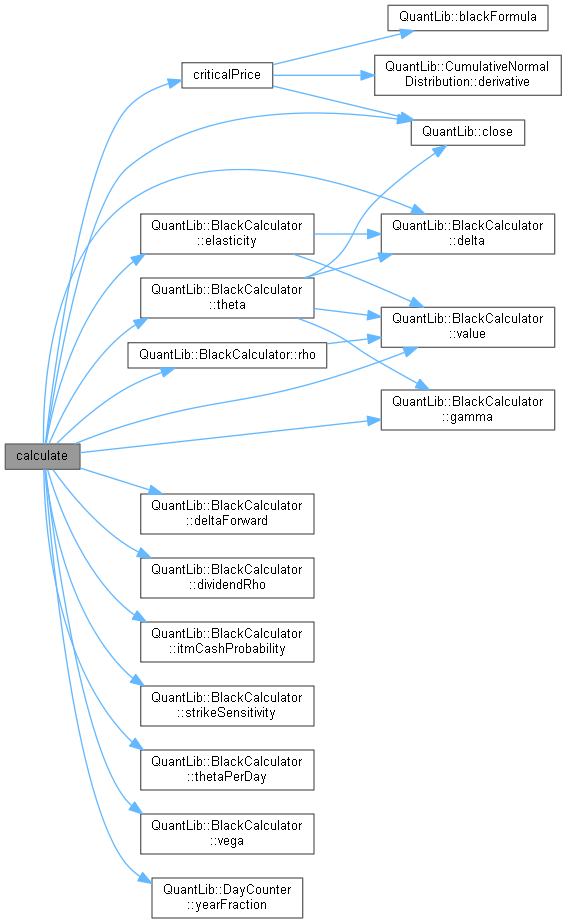 QuantLib::blackFormula
criticalPrice
QuantLib::CumulativeNormal
Distribution::derivative
QuantLib::close
QuantLib::BlackCalculator
::elasticity
QuantLib::BlackCalculator
::delta
QuantLib::BlackCalculator
::theta
QuantLib::BlackCalculator
::value
QuantLib::BlackCalculator::rho
QuantLib::BlackCalculator
::gamma
calculate
QuantLib::BlackCalculator
::deltaForward
QuantLib::BlackCalculator
::dividendRho
QuantLib::BlackCalculator
::itmCashProbability
QuantLib::BlackCalculator
::strikeSensitivity
QuantLib::BlackCalculator
::thetaPerDay
QuantLib::BlackCalculator
::vega
QuantLib::DayCounter
::yearFraction